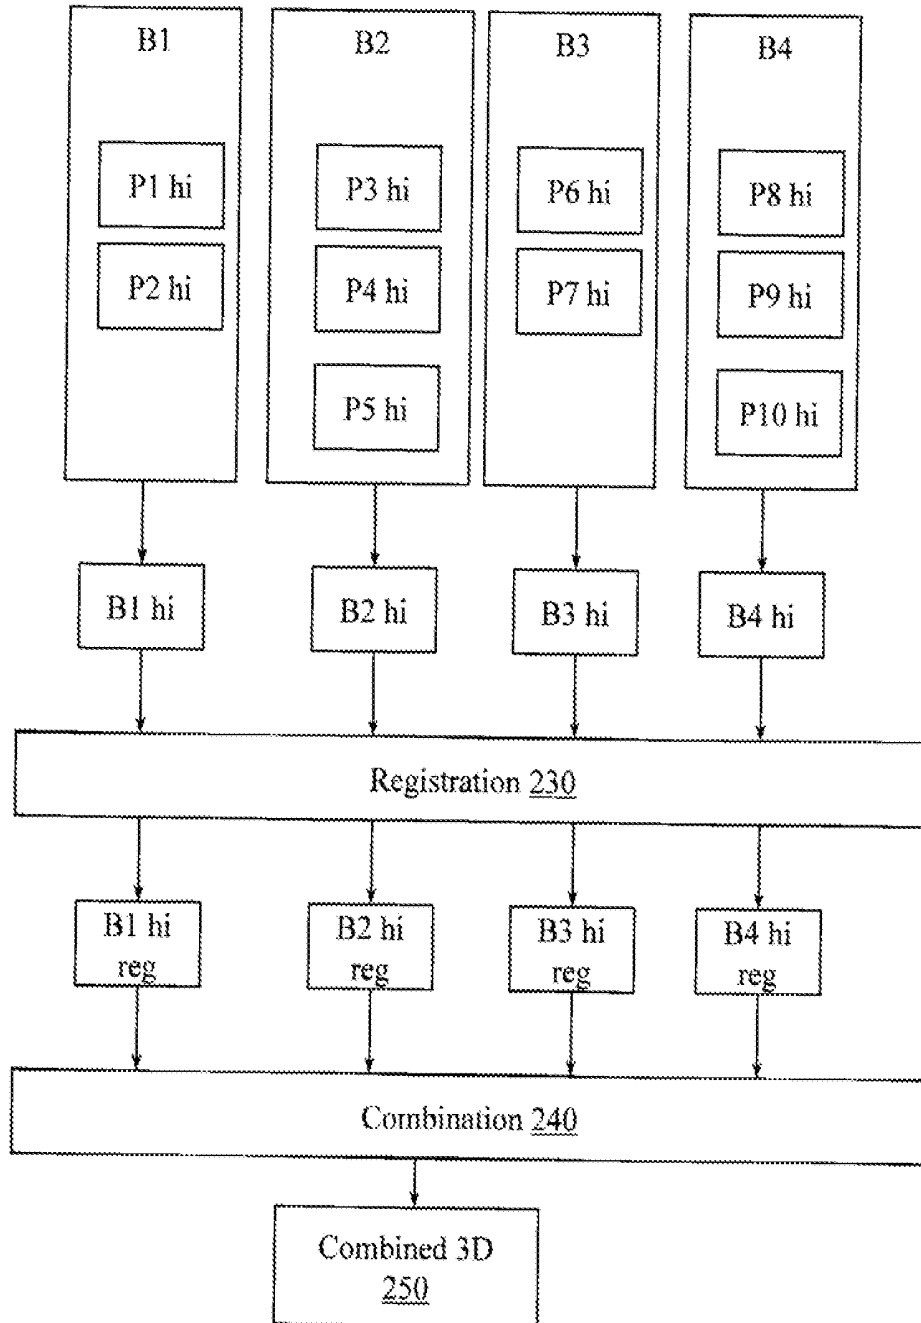 B1
B2
B3
B4
P1 hi
P3 hi
P6 hi
P8 hi
P2 hi
P4 hi
P7 hi
P9 hi
P5 hi
P10 hi
B1 hi
B2 hi
B3 hi
B4 hi
Registration 230
B1 hi
reg
B2 hi
reg
B3 hi
reg
B4 hi
reg
Combination 240
Combined 3D
250